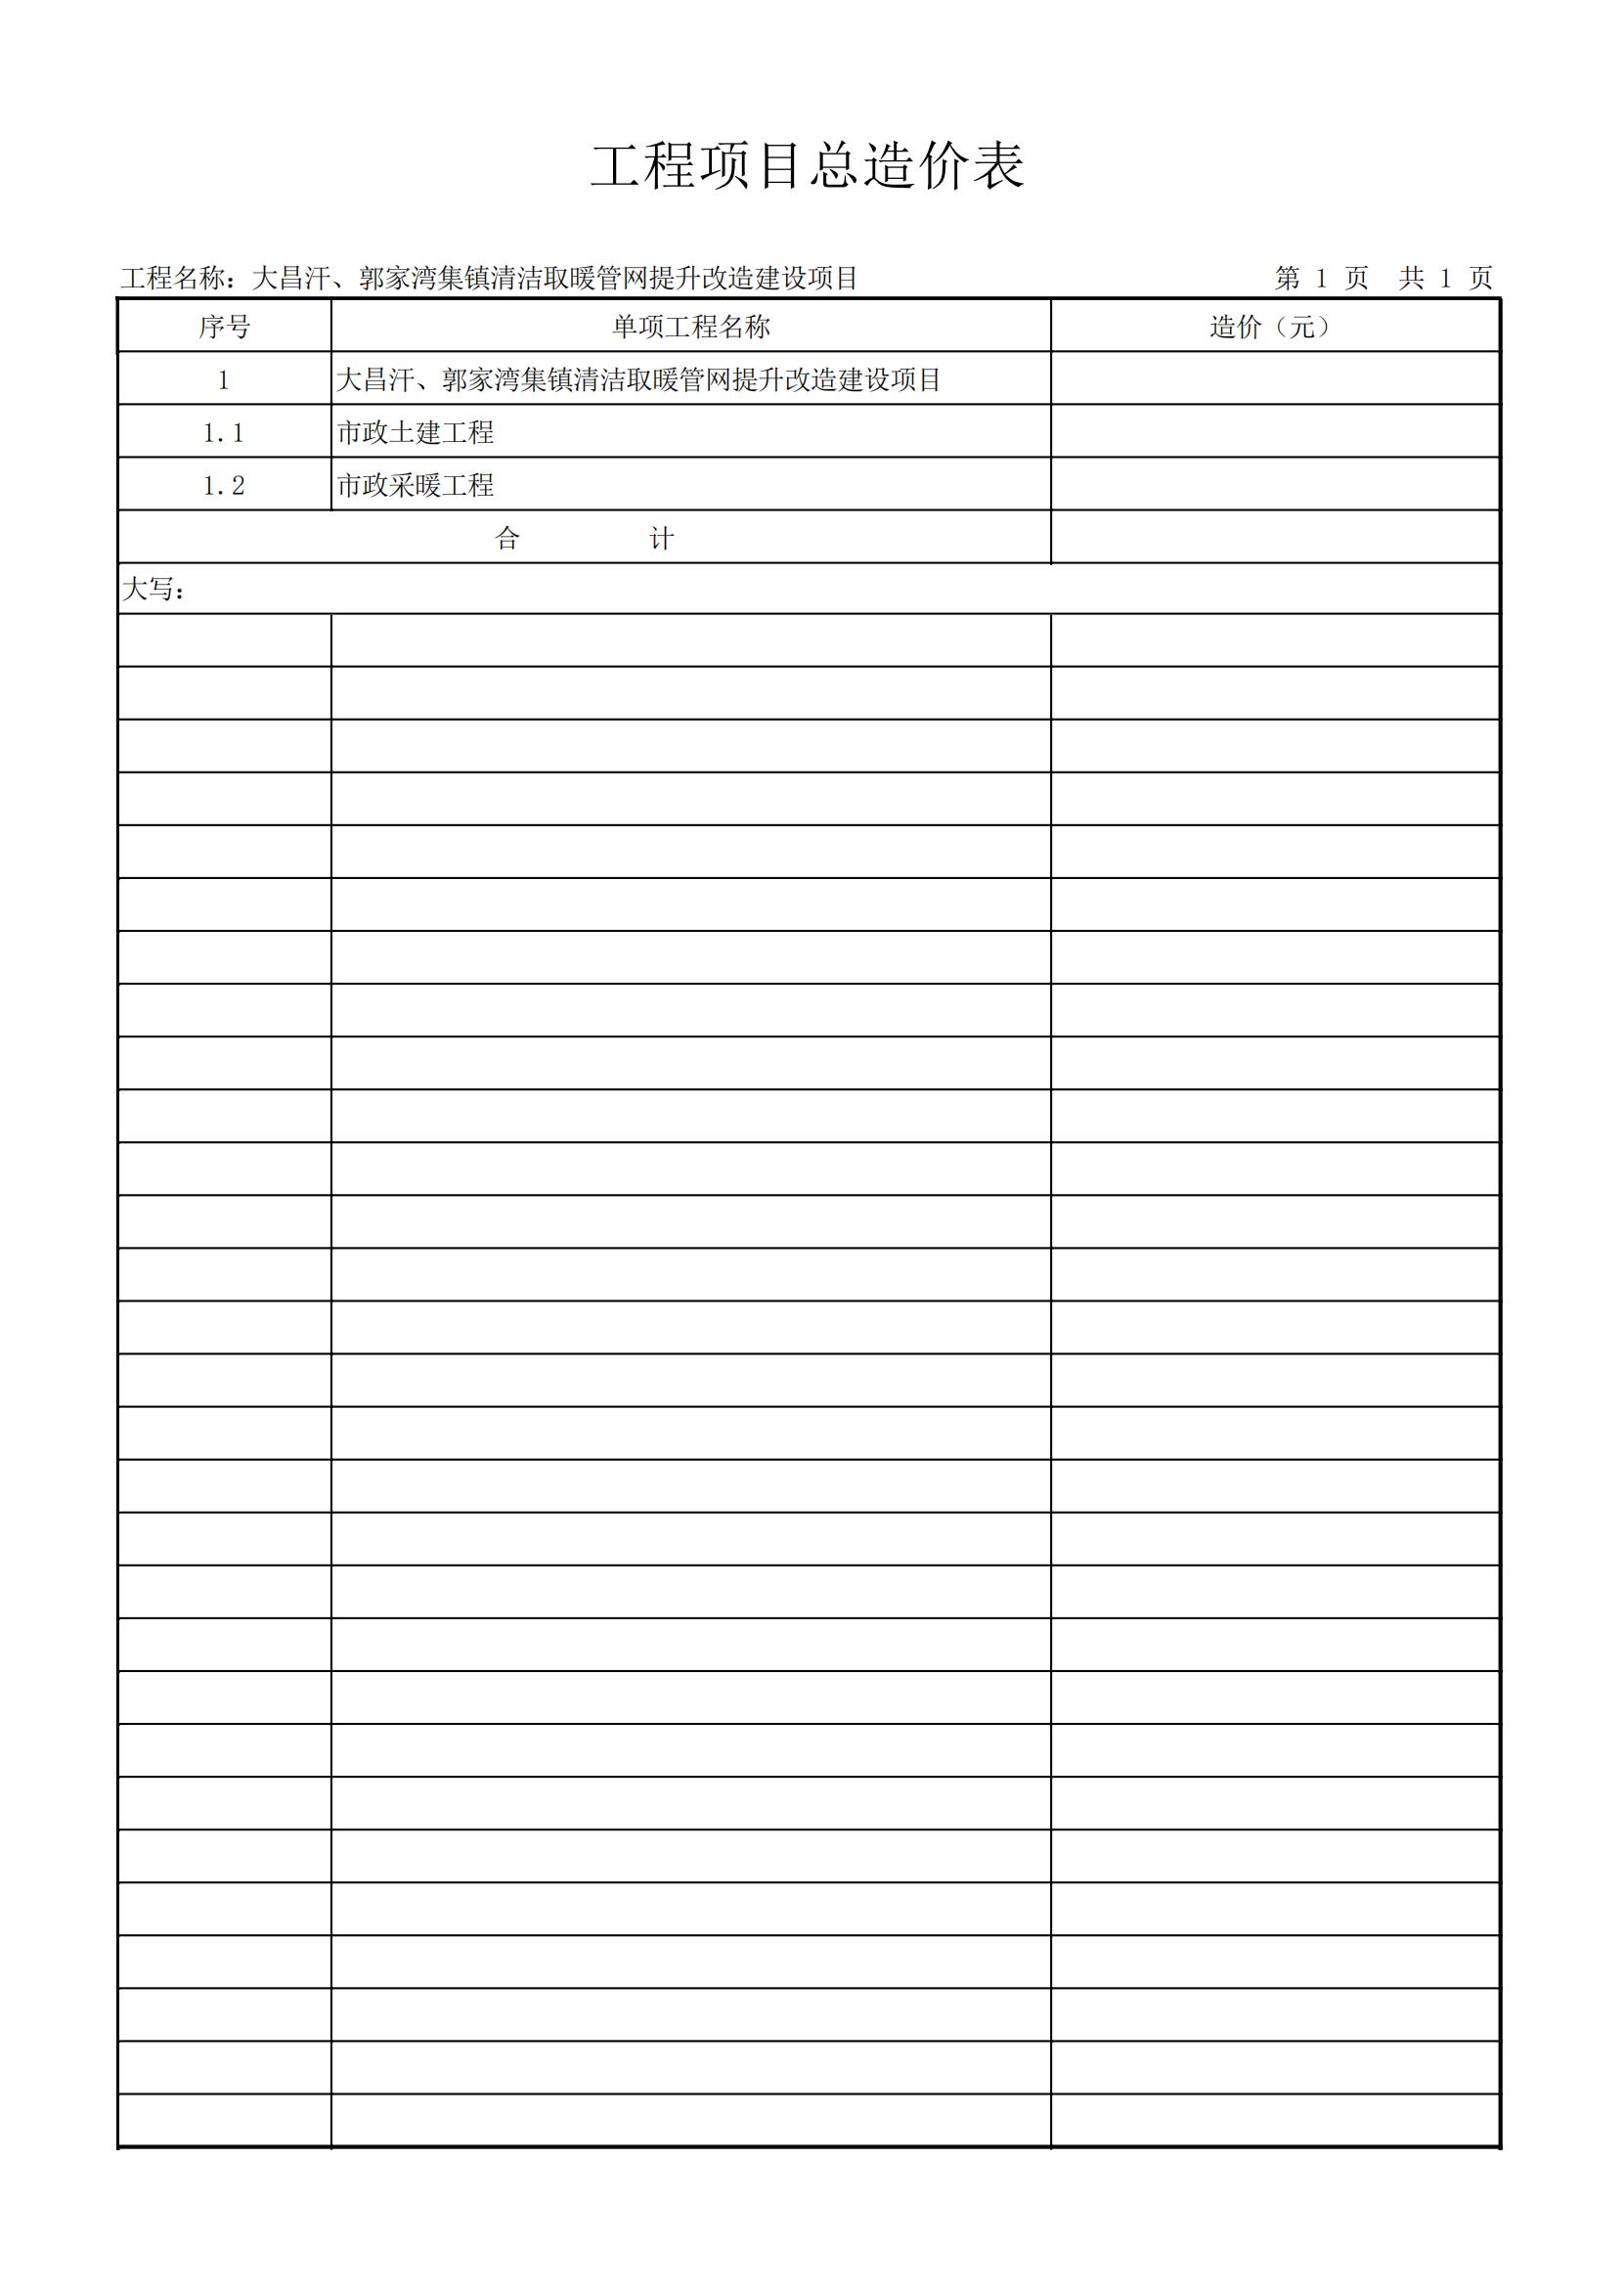 工程项目总造价表
工程名称：大昌汗、郭家湾集镇清洁取暖管网提升改造建设项目 第 1 页 共 1 页
序号 单项工程名称 造价（元）
1 大昌汗、郭家湾集镇清洁取暖管网提升改造建设项目
1.1 市政土建工程
1.2 市政采暖工程
合 计
大写：